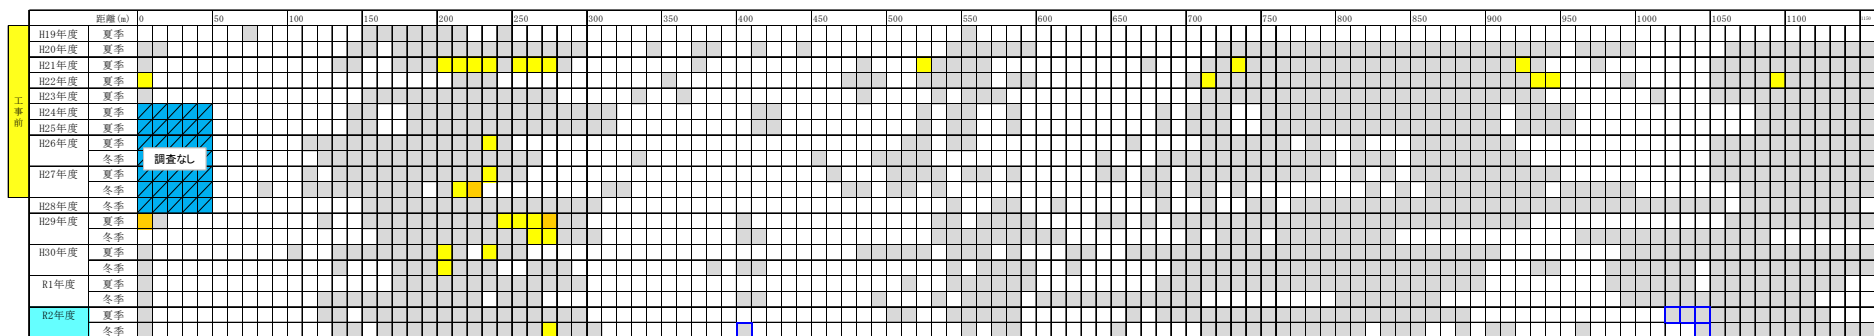 距離(m) 0 50 100 150 200 250 300 350 400 450 500 550 600 650 700 750 800 850 900 950 1000 1050 1100
工事前
H19年度 夏季
H20年度 夏季
H21年度 夏季
H22年度 夏季
H23年度 夏季
H24年度 夏季
H25年度 夏季
H26年度 夏季
冬季
調査なし
H27年度 夏季
冬季
H28年度 冬季
H29年度 夏季
冬季
H30年度 夏季
冬季
R1年度 夏季
冬季
R2年度 夏季
冬季